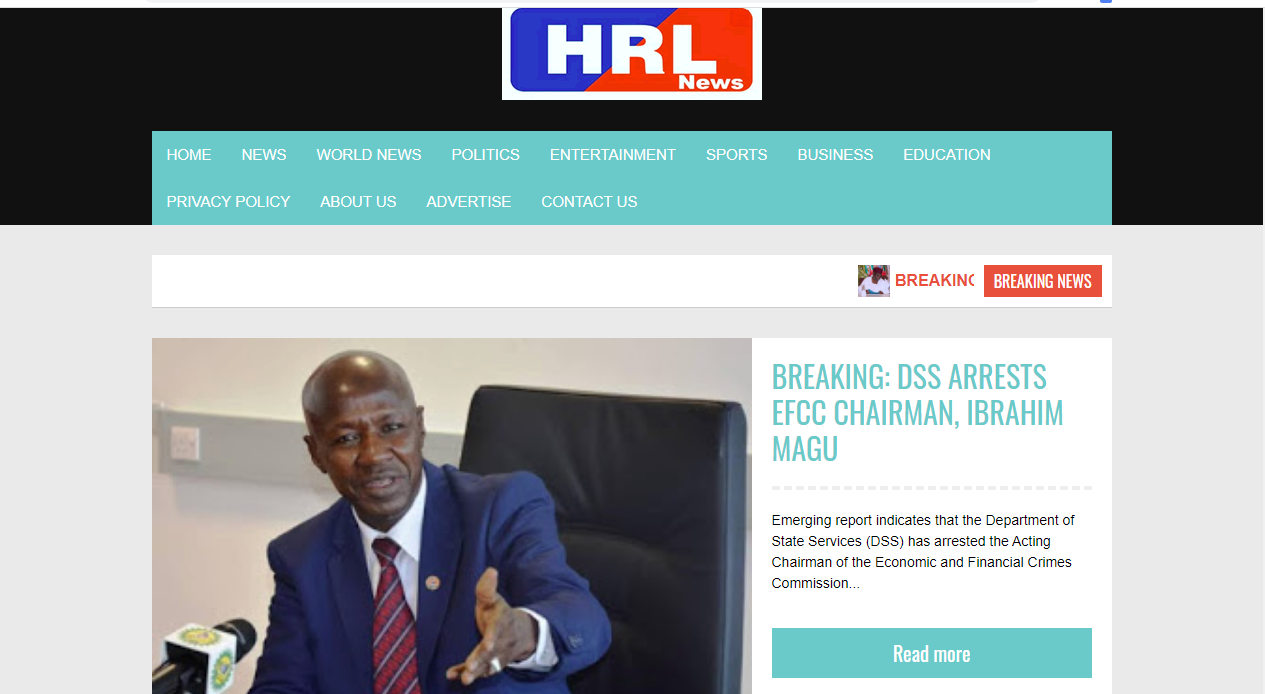 HRL
News
HOME NEWS WORLD NEWS POLITICS ENTERTAINMENT SPORTS BUSINESS EDUCATION
PRIVACY POLICY ABOUT US ADVERTISE CONTACT US
BREAKING NEWS
BREAKING: DSS ARRESTS
EFCC CHAIRMAN, IBRAHIM
MAGU
Emerging report indicates that the Department of
State Services (DSS) has arrested the Acting
Chairman of the Economic and Financial Crimes
Commission...
Read more